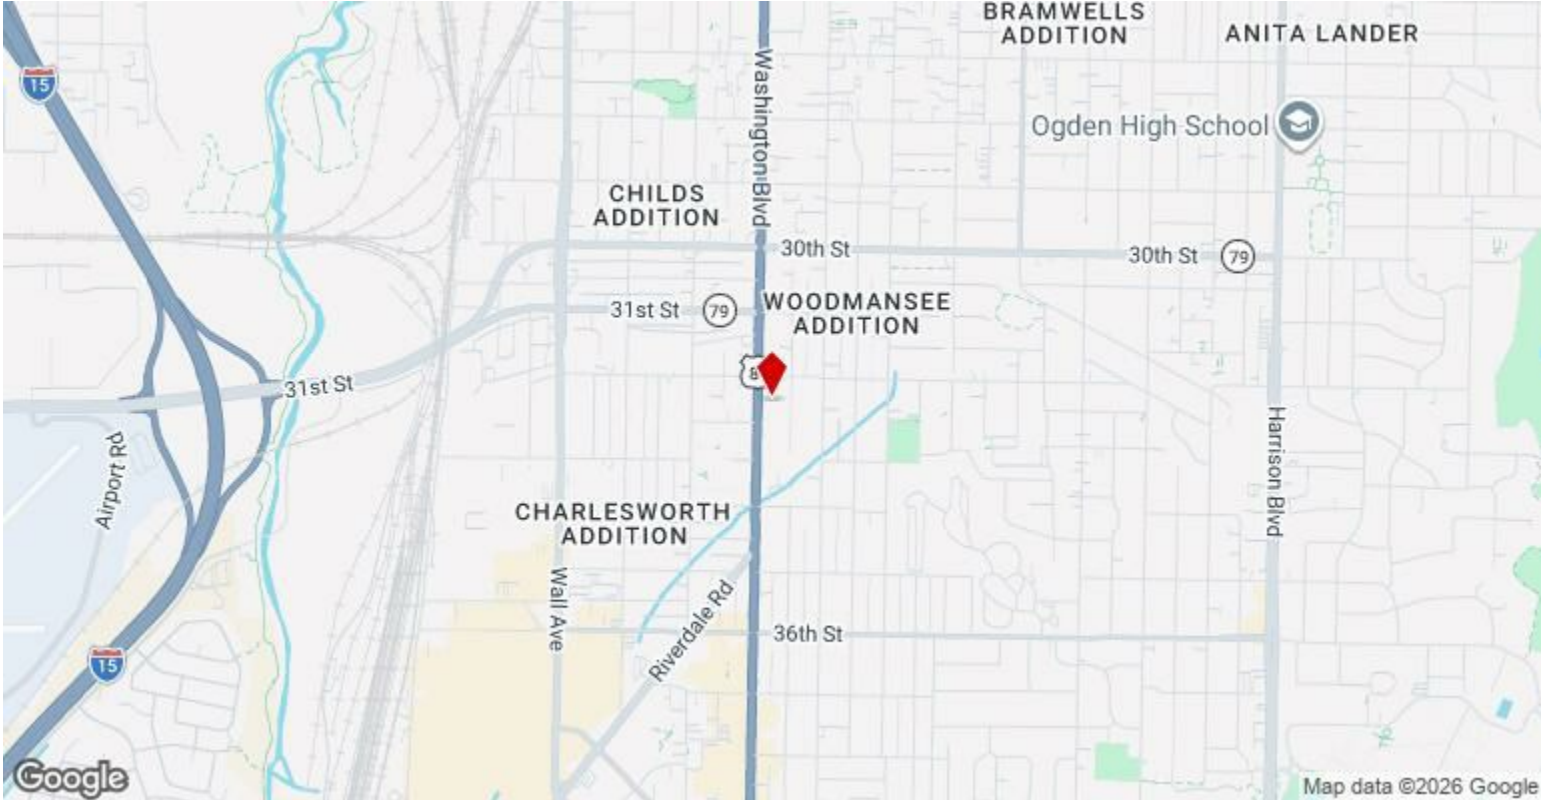 BRAMWELLS
ADDITION
ANITA LANDER
15
Washington Blvd
Ogden High School
CHILDS
ADDITION
30th St
30th St
79
31st St
79
WOODMANSEE
ADDITION
8
31st St
Airport Rd
Harrison Blvd
CHARLESWORTH
ADDITION
Wall Ave
Riverdale Rd
36th St
15
Google
Map data ©2026 Google